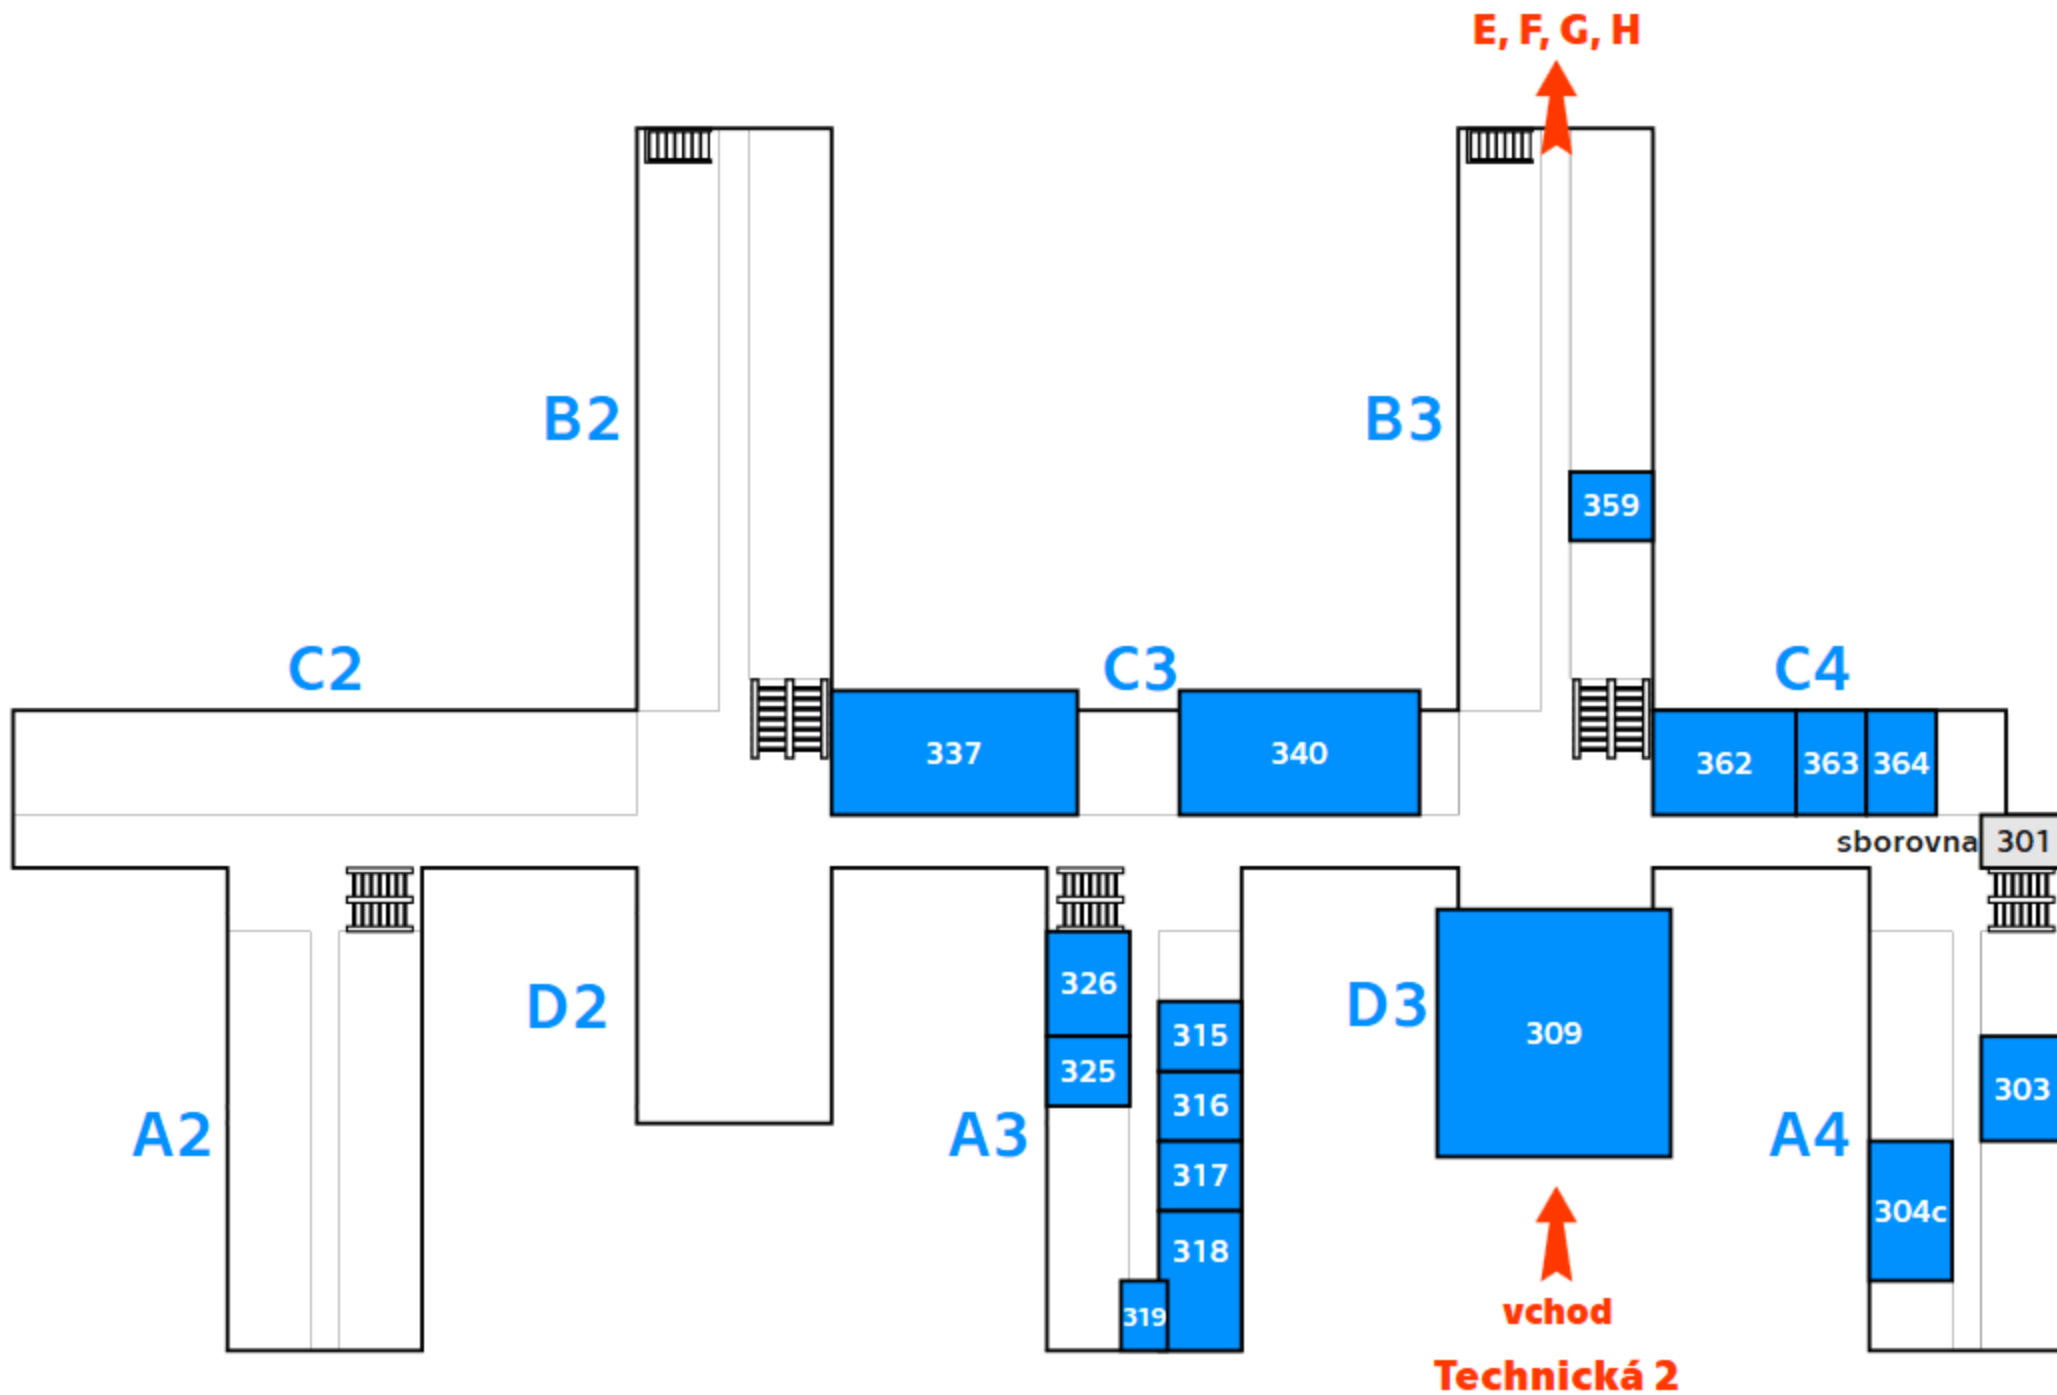 E, F, G, H
B2
B3
359
C2
C3
C4
337
340
362
363
364
sborovna
301
326
315
325
316
317
318
319
D2
D3
309
303
A2
A3
A4
304c
vchod
Technická 2